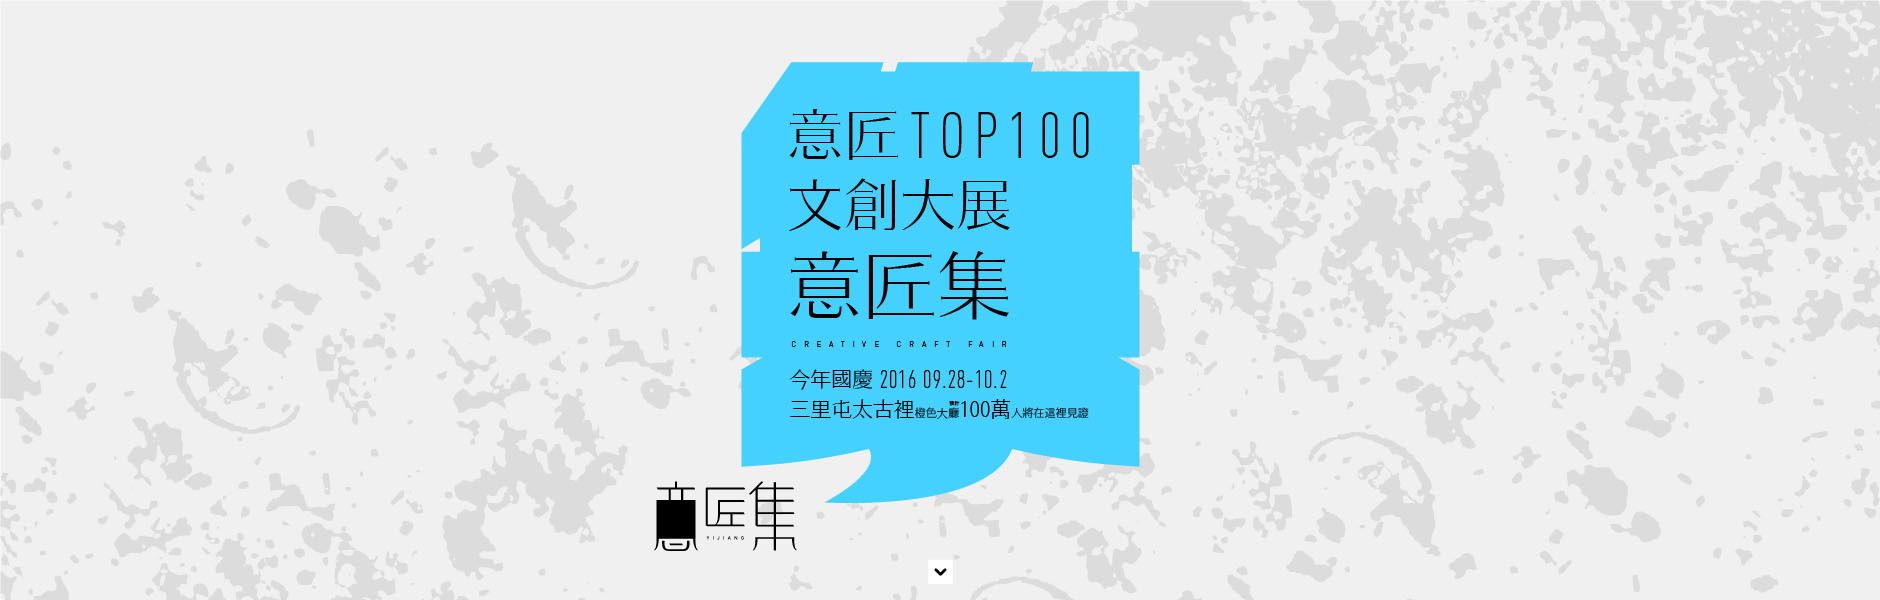 意匠TOP100
文創大展
意匠集
CREATIVE CRAFT FAIR
今年國慶 2016 09.28-10.2
三里屯太古裡橙色大廳100萬人將在這裡見證
意匠集
YIJIANG